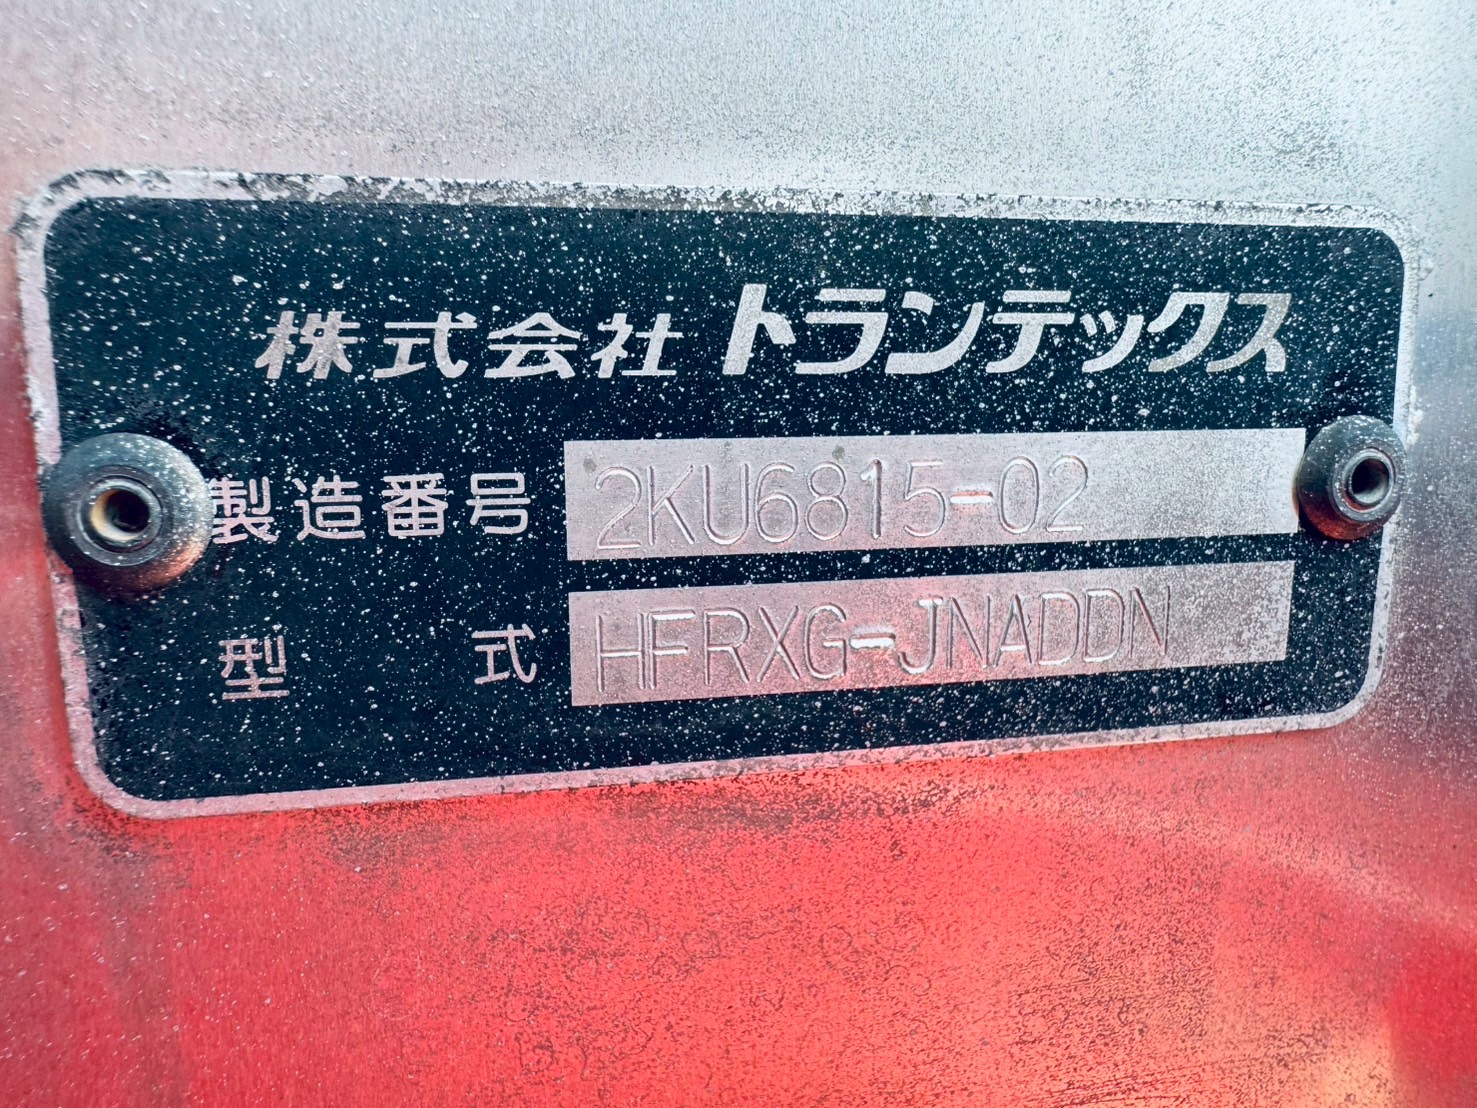 株式会社 トランテックス
製造番号 2KU6815-02
型式 HFRXG-JNADDN